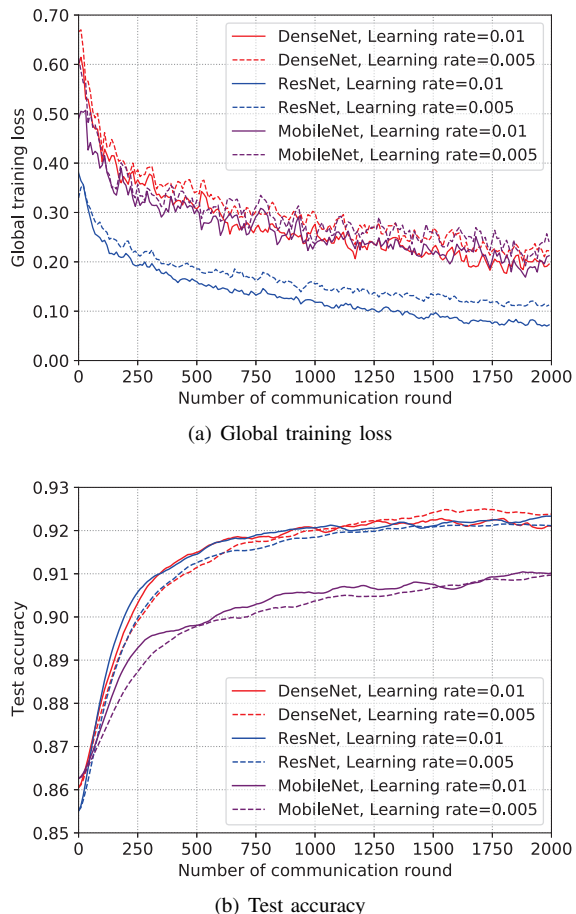 0.70
0.60
0.50
0.40
0.30
0.20
0.10
0.00
Global training loss
DenseNet, Learning rate=0.01
DenseNet, Learning rate=0.005
ResNet, Learning rate=0.01
ResNet, Learning rate=0.005
MobileNet, Learning rate=0.01
MobileNet, Learning rate=0.005
0 250 500 750 1000 1250 1500 1750 2000
Number of communication round
(a) Global training loss
0.93
0.92
0.91
0.90
0.89
0.88
0.87
0.86
0.85
Test accuracy
DenseNet, Learning rate=0.01
DenseNet, Learning rate=0.005
ResNet, Learning rate=0.01
ResNet, Learning rate=0.005
MobileNet, Learning rate=0.01
MobileNet, Learning rate=0.005
0 250 500 750 1000 1250 1500 1750 2000
Number of communication round
(b) Test accuracy